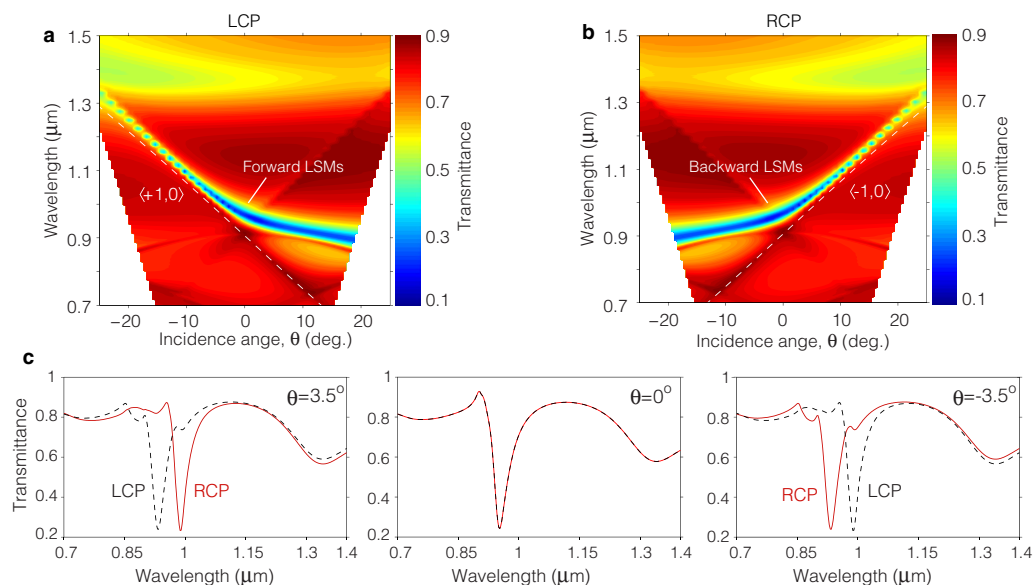 LCP
RCP
a
b
1.5
1.3
1.1
0.9
0.7
Wavelength (μm)
Forward LSMs
⟨+1,0⟩
−20
−10
0
10
20
Incidence ange, θ (deg.)
0.9
0.7
0.5
0.3
0.1
Transmittance
1.5
1.3
1.1
0.9
0.7
Wavelength (μm)
Backward LSMs
⟨-1,0⟩
−20
−10
0
10
20
Incidence ange, θ (deg.)
0.9
0.7
0.5
0.3
0.1
Transmittance
c
1
0.8
0.6
0.4
0.2
Transmittance
θ=3.5°
LCP
RCP
0.7
0.85
1
1.15
1.4
Wavelength (μm)
1
0.8
0.6
0.4
0.2
θ=0°
0.7
0.85
1
1.15
1.4
Wavelength (μm)
1
0.8
0.6
0.4
0.2
θ=-3.5°
RCP
LCP
0.7
0.85
1
1.15
1.4
Wavelength (μm)